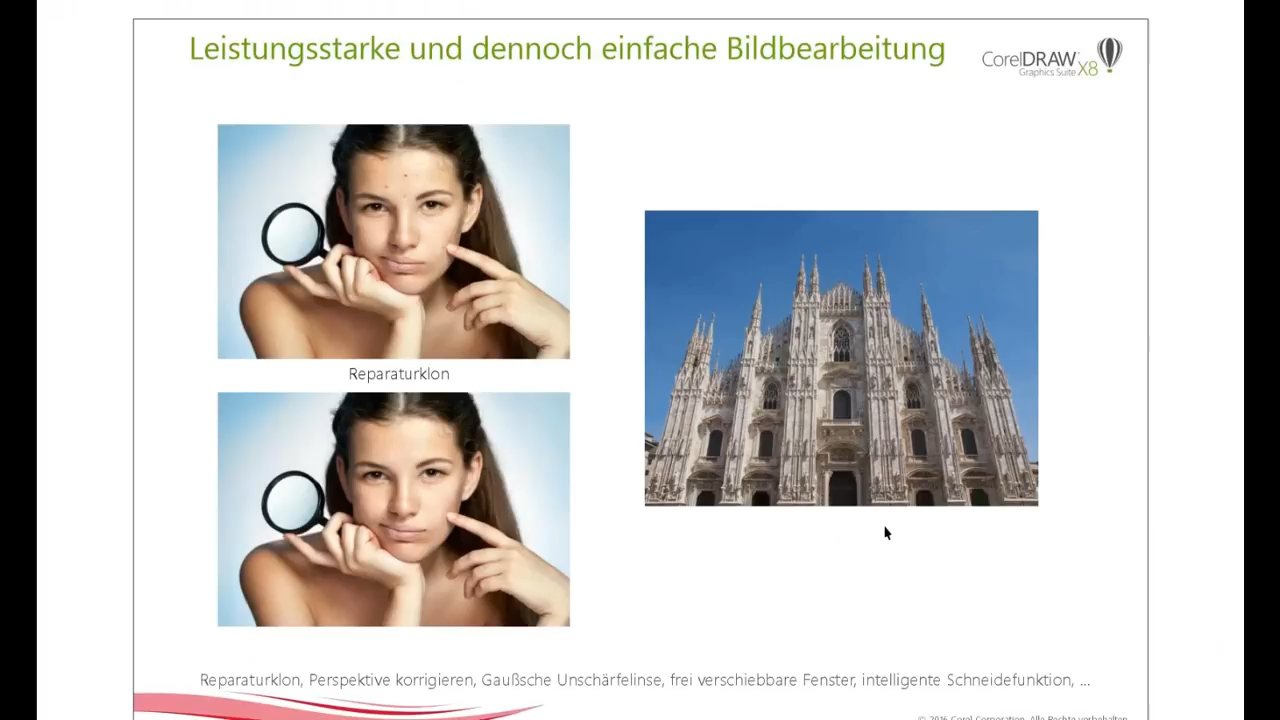 Leistungsstarke und dennoch einfache Bildbearbeitung
CorelDRAW
Graphics Suite X8
Reparaturklon
Reparaturklon, Perspektive korrigieren, Gaußsche Unschärfelinse, frei verschiebbare Fenster, intelligente Schneidefunktion, ...
© 2016 Corel Corporation. Alle Rechte vorbehalten